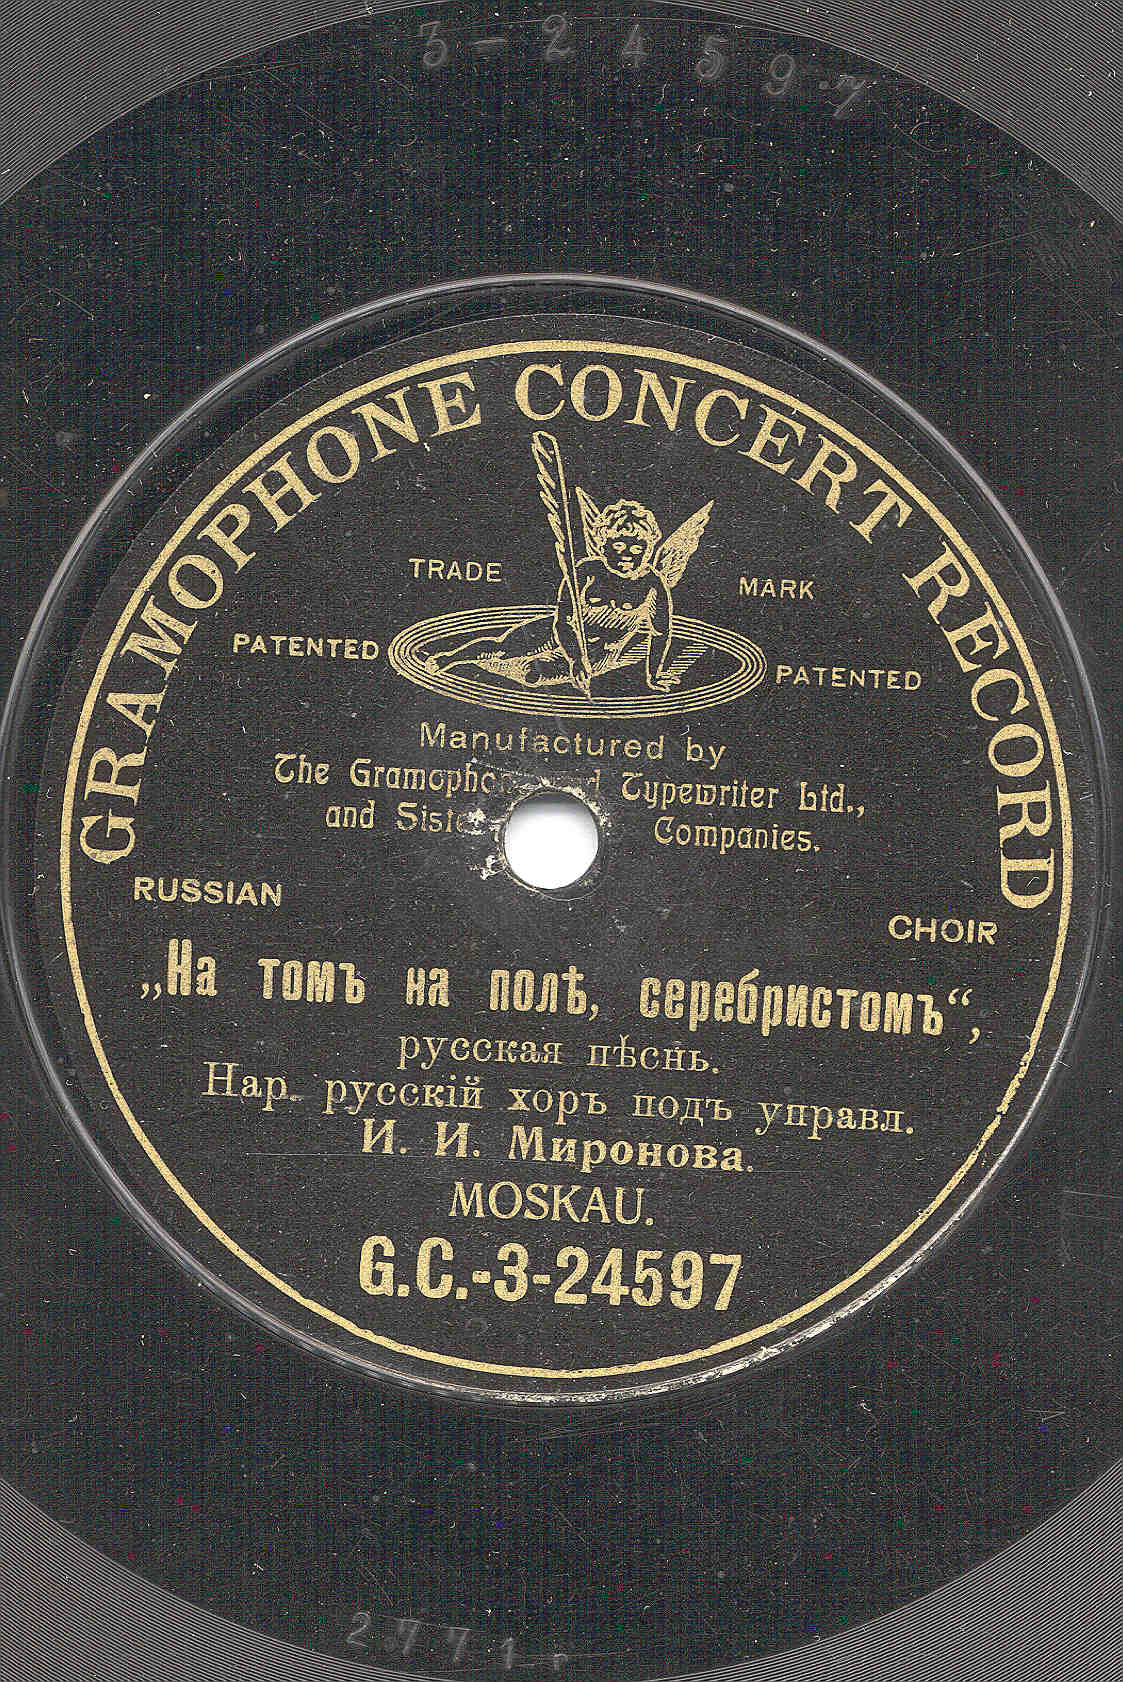 3-24597
GRAMOPHONE CONCERT RECORD
TRADE MARK
PATENTED PATENTED
Manufactured by
The Gramophone and Typewriter Ltd.,
and Sister Companies.
RUSSIAN CHOIR
„На томъ на полѣ, серебристомъ“,
русская пѣснь.
Нар. русскій хоръ подъ управл.
И. И. Миронова.
MOSKAU.
G.C.-3-24597
2771r